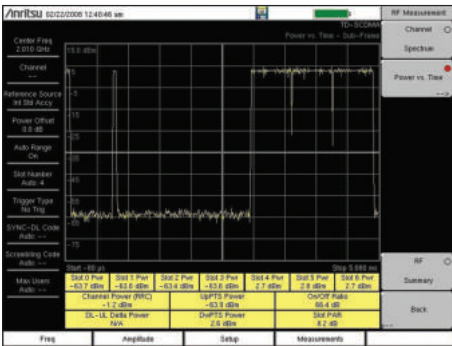 Anritsu 02/22/2008 12:40:46 am
RF Measurement
TD-SCDMA
Power vs. Time - Sub-Frame
Channel
Spectrum
Power vs. Time
-->
Center Freq
2.010 GHz
Channel
--
Reference Source
Int Std Accy
Power Offset
0.0 dB
Auto Range
On
Slot Number
Auto: 4
Trigger Type
No Trig
SYNC-DL Code
Auto: --
Scrambling Code
Auto: --
Max Users
Auto: --
15.0 dBm
-15
-25
-35
-75
Start -60 µs
Stop 5.080 ms
Slot 0 Pwr Slot 1 Pwr Slot 2 Pwr Slot 3 Pwr Slot 4 Pwr Slot 5 Pwr Slot 6 Pwr
-63.7 dBm -63.8 dBm -63.4 dBm -63.6 dBm 2.7 dBm 2.8 dBm 2.7 dBm
Channel Power (RRC) UpPTS Power On/Off Ratio
-1.2 dBm -63.9 dBm 66.4 dB
DL-UL Delta Power DwPTS Power Slot PAR
N/A 2.6 dBm 8.2 dB
RF
Summary
Back
Freq Amplitude Setup Measurements